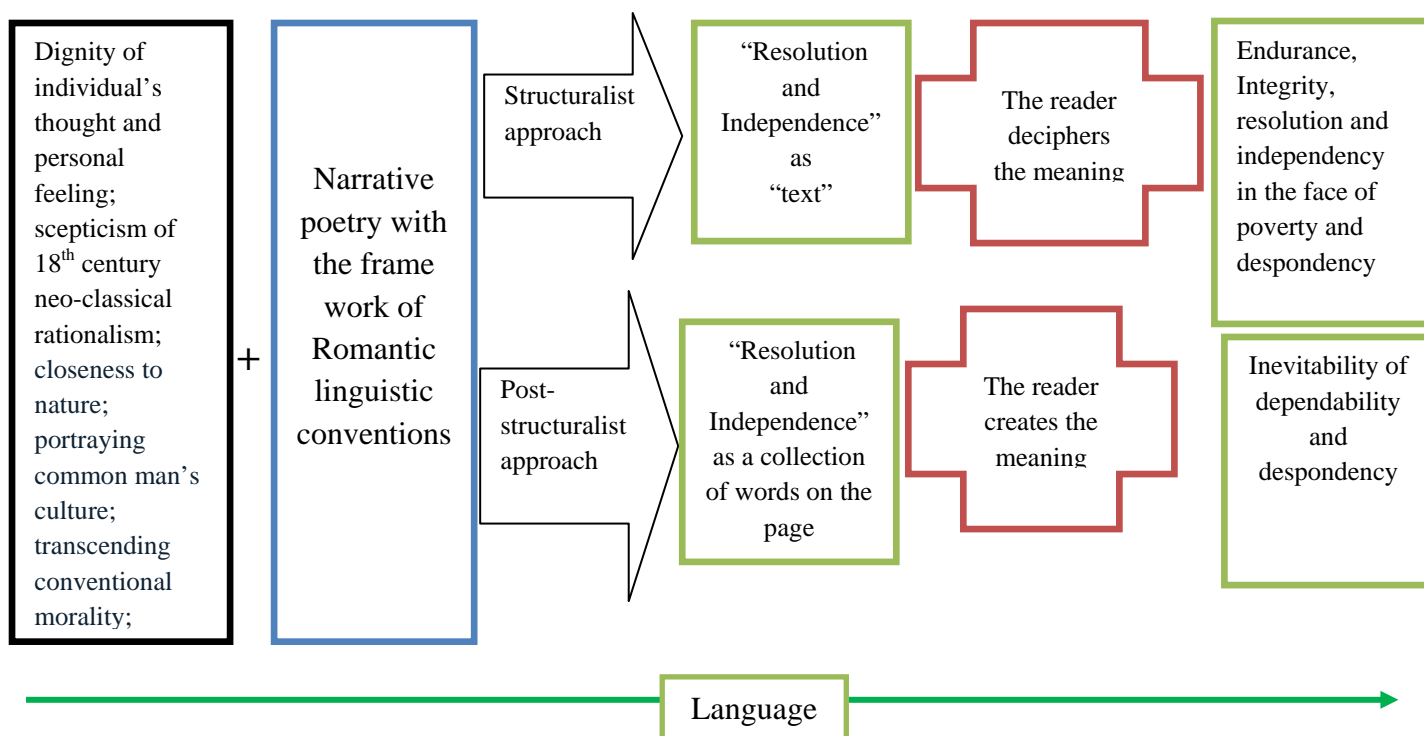 Dignity of
individual’s
thought and
personal
feeling;
scepticism of
18th century
neo-classical
rationalism;
closeness to
nature;
portraying
common man’s
culture;
transcending
conventional
morality;
+
Narrative
poetry with
the frame
work of
Romantic
linguistic
conventions
Structuralist
approach
“Resolution
and
Independence”
as
“text”
The reader
deciphers
the meaning
Endurance,
Integrity,
resolution and
independency
in the face of
poverty and
despondency
Post-
structuralist
approach
“Resolution
and
Independence”
as a collection
of words on the
page
The reader
creates the
meaning
Inevitability of
dependability
and
despondency
Language